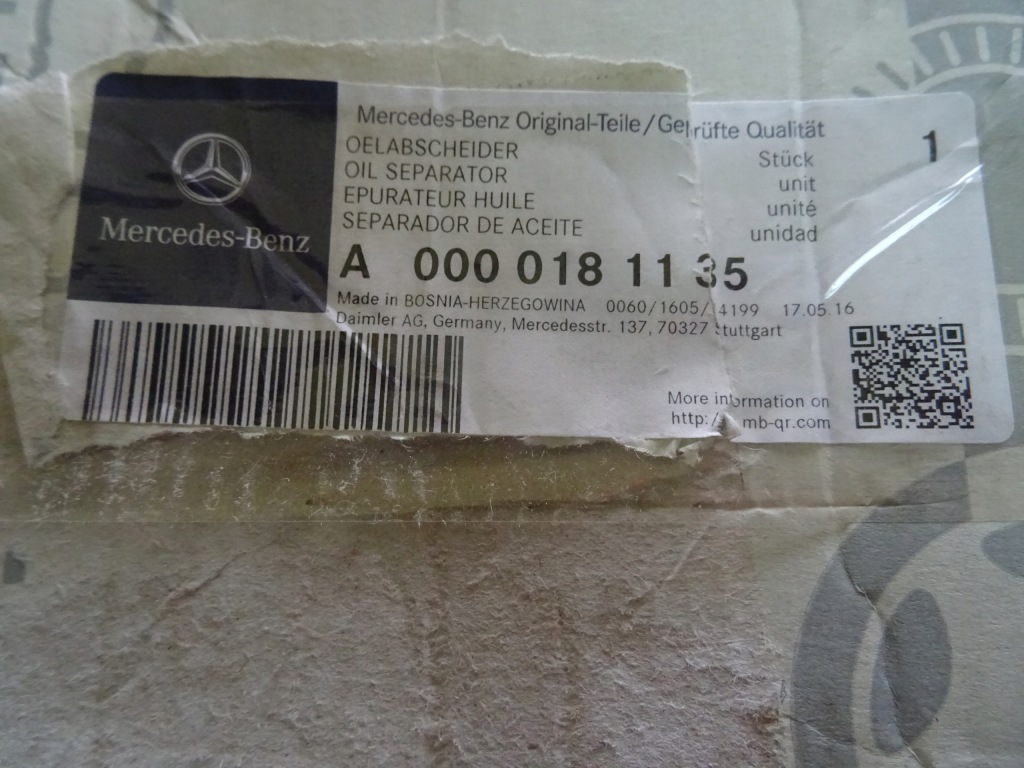 Mercedes-Benz
Mercedes-Benz Original-Teile/Geprüfte Qualität
OELABSCHEIDER
OIL SEPARATOR
EPURATEUR HUILE
SEPARADOR DE ACEITE
1
Stück
unit
unité
unidad
A 000 018 11 35
Made in BOSNIA-HERZEGOWINA 0060/1605/ 4199 17.05.16
Daimler AG, Germany, Mercedesstr. 137, 70327 Stuttgart
More information on
http:/ mb-qr.com